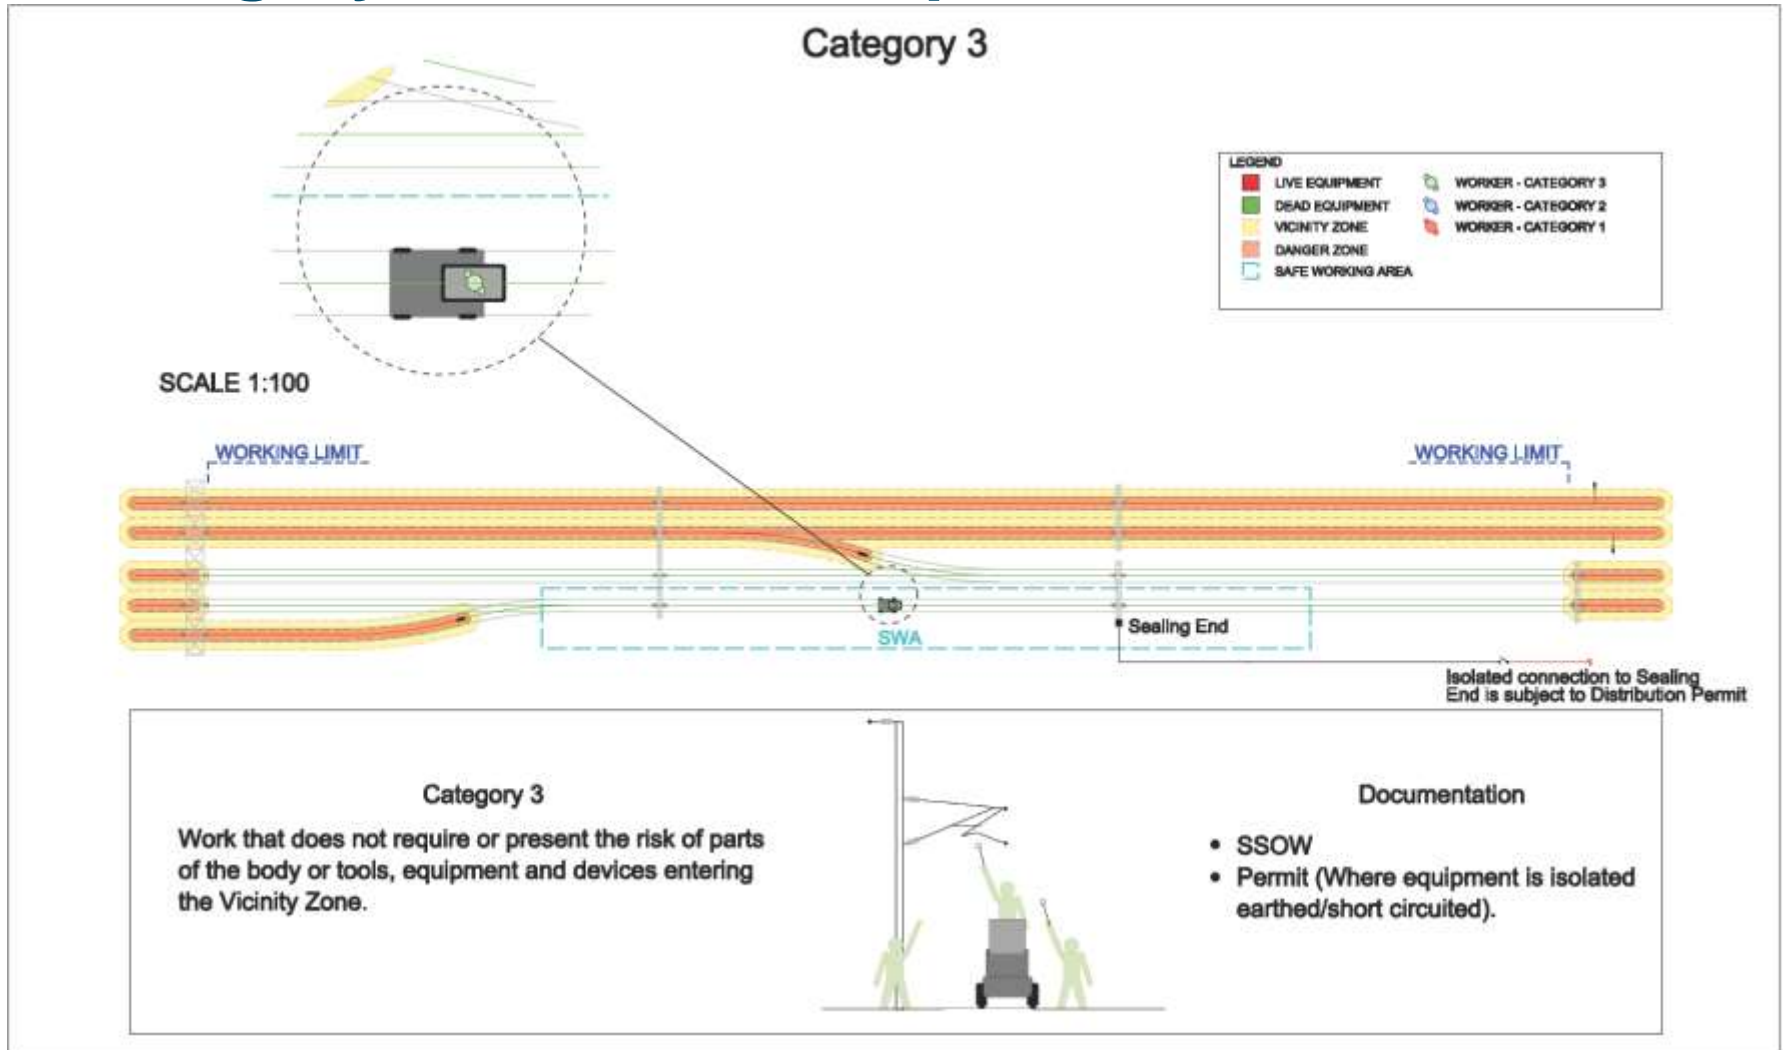 Category 3
LEGEND
LIVE EQUIPMENT
DEAD EQUIPMENT
VICINITY ZONE
DANGER ZONE
SAFE WORKING AREA
WORKER - CATEGORY 3
WORKER - CATEGORY 2
WORKER - CATEGORY 1
SCALE 1:100
WORKING LIMIT
WORKING LIMIT
SWA
Sealing End
Isolated connection to Sealing
End is subject to Distribution Permit
Category 3
Work that does not require or present the risk of parts
of the body or tools, equipment and devices entering
the Vicinity Zone.
Documentation
• SSOW
• Permit (Where equipment is isolated
earthed/short circuited).